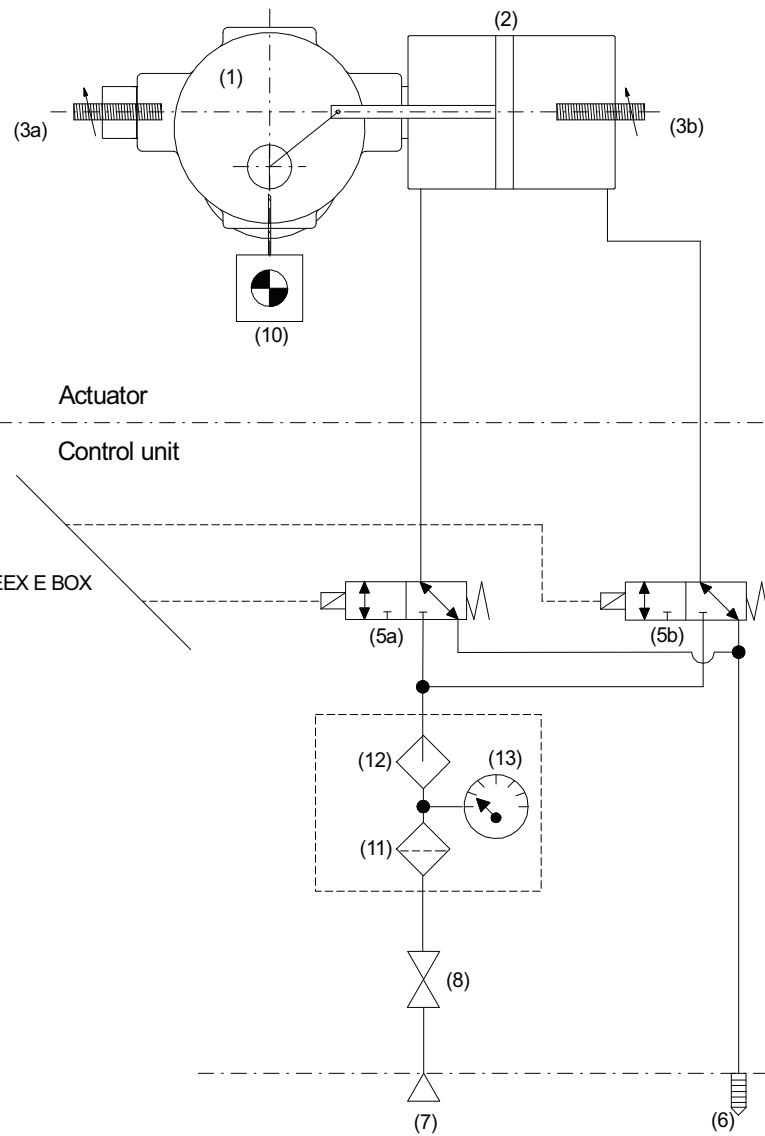 (2)
(1)
(3a)
(3b)
(10)
Actuator
Control unit
EEX E BOX
(5a)
(5b)
(12)
(13)
(11)
(8)
(7)
(6)